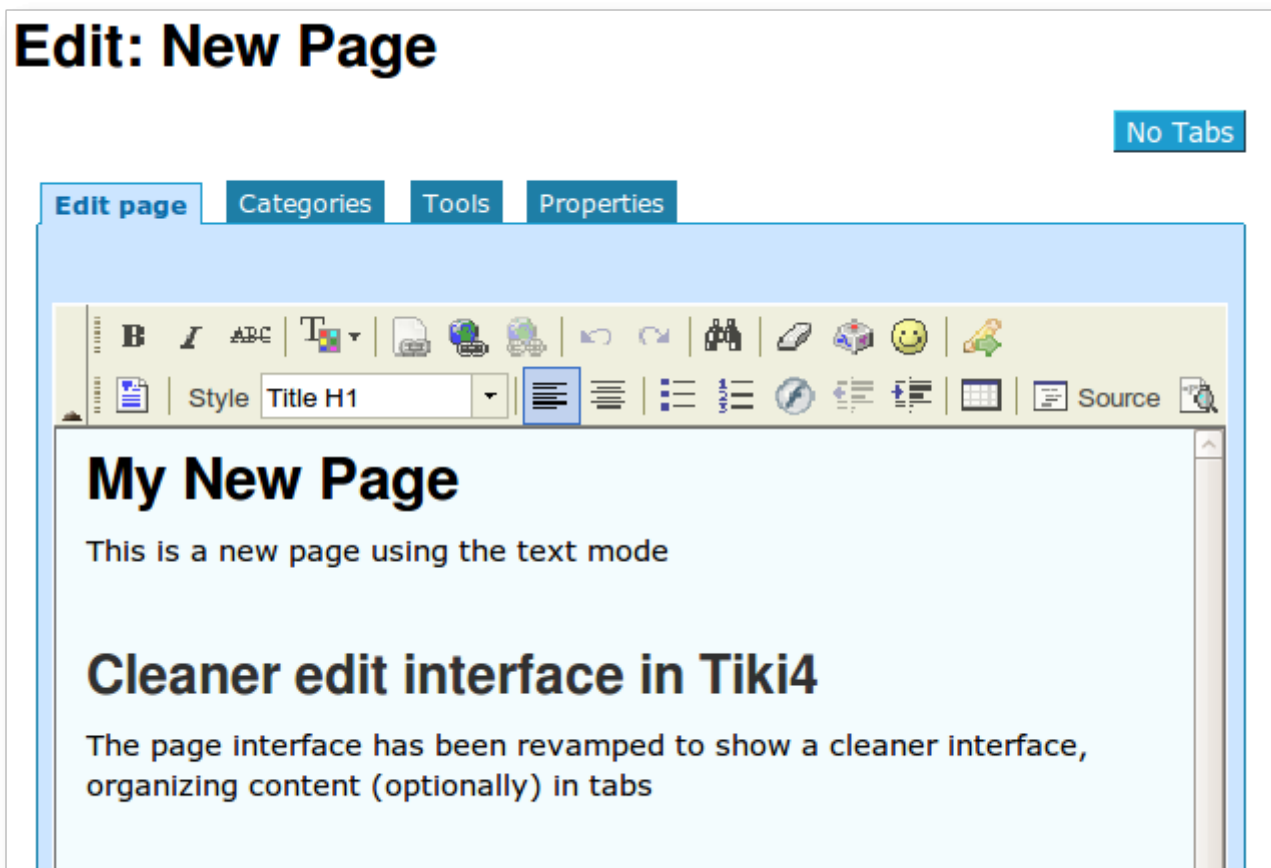 Edit: New Page
No Tabs
Edit page Categories Tools Properties
B I ABC T
Style Title H1 Source
My New Page
This is a new page using the text mode
Cleaner edit interface in Tiki4
The page interface has been revamped to show a cleaner interface,
organizing content (optionally) in tabs